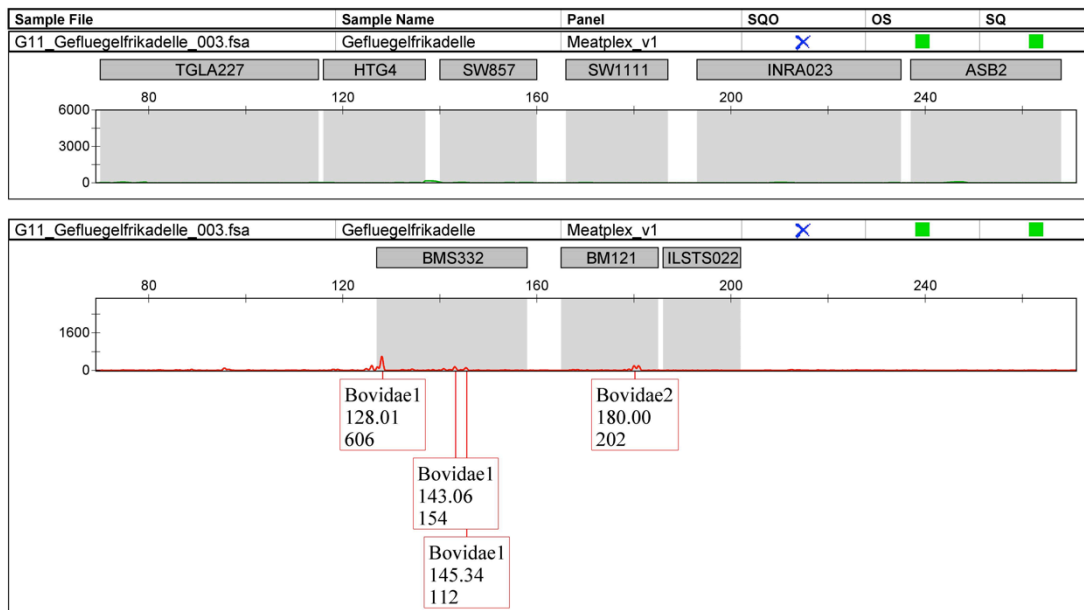 Sample File Sample Name Panel SQO OS SQ
G11_Gefluegelfrikadelle_003.fsa Gefluegelfrikadelle Meatplex_v1
TGLA227 HTG4 SW857 SW1111 INRA023 ASB2
80 120 160 200 240
6000
3000
0
G11_Gefluegelfrikadelle_003.fsa Gefluegelfrikadelle Meatplex_v1
BMS332 BM121 ILSTS022
80 120 160 200 240
1600
0
Bovidae1
128.01
606
Bovidae2
180.00
202
Bovidae1
143.06
154
Bovidae1
145.34
112